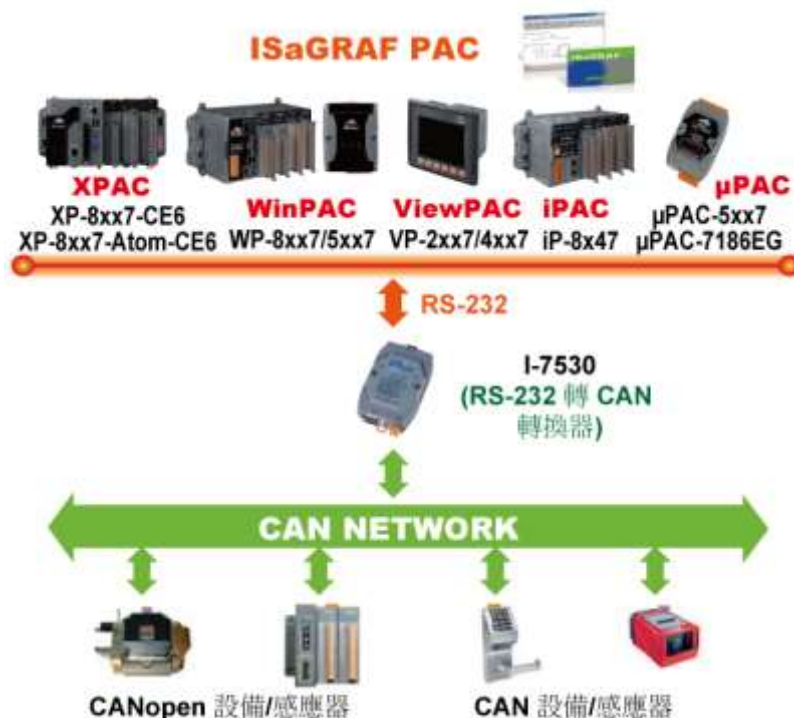 ISaGRAF PAC
XPAC
XP-8xx7-CE6
XP-8xx7-Atom-CE6
WinPAC
WP-8xx7/5xx7
ViewPAC
VP-2xx7/4xx7
iPAC
iP-8x47
µPAC
µPAC-5xx7
µPAC-7186EG
RS-232
I-7530
(RS-232 轉 CAN
轉換器)
CAN NETWORK
CANopen 設備/感應器
CAN 設備/感應器